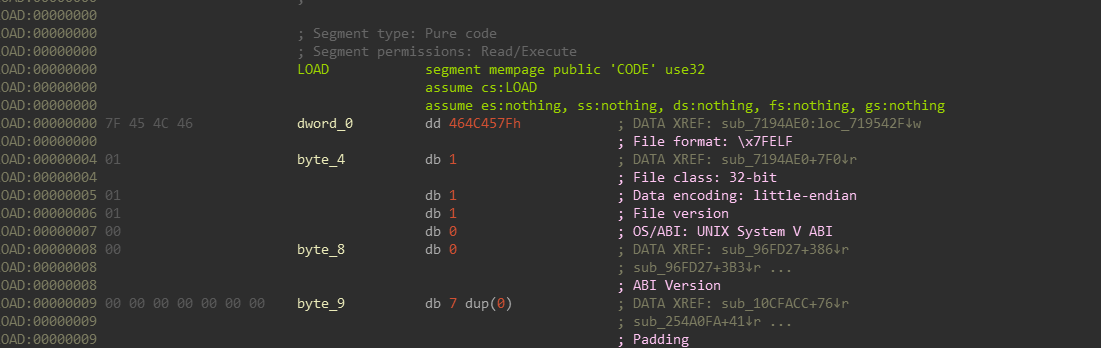 OAD:00000000 ;
OAD:00000000
OAD:00000000 ; Segment type: Pure code
OAD:00000000 ; Segment permissions: Read/Execute
OAD:00000000 LOAD segment mempage public 'CODE' use32
OAD:00000000 assume cs:LOAD
OAD:00000000 assume es:nothing, ss:nothing, ds:nothing, fs:nothing, gs:nothing
OAD:00000000 7F 45 4C 46 dword_0 dd 464C457Fh ; DATA XREF: sub_7194AE0:loc_719542F↓w
OAD:00000000 ; File format: \x7FELF
OAD:00000004 01 byte_4 db 1 ; DATA XREF: sub_7194AE0+7F0↓r
OAD:00000004 ; File class: 32-bit
OAD:00000005 01 db 1 ; Data encoding: little-endian
OAD:00000006 01 db 1 ; File version
OAD:00000007 00 db 0 ; OS/ABI: UNIX System V ABI
OAD:00000008 00 byte_8 db 0 ; DATA XREF: sub_96FD27+386↓r
OAD:00000008 ; sub_96FD27+3B3↓r ...
OAD:00000008 ; ABI Version
OAD:00000009 00 00 00 00 00 00 00 byte_9 db 7 dup(0) ; DATA XREF: sub_10CFACC+76↓r
OAD:00000009 ; sub_254A0FA+41↓r ...
OAD:00000009 ; Padding